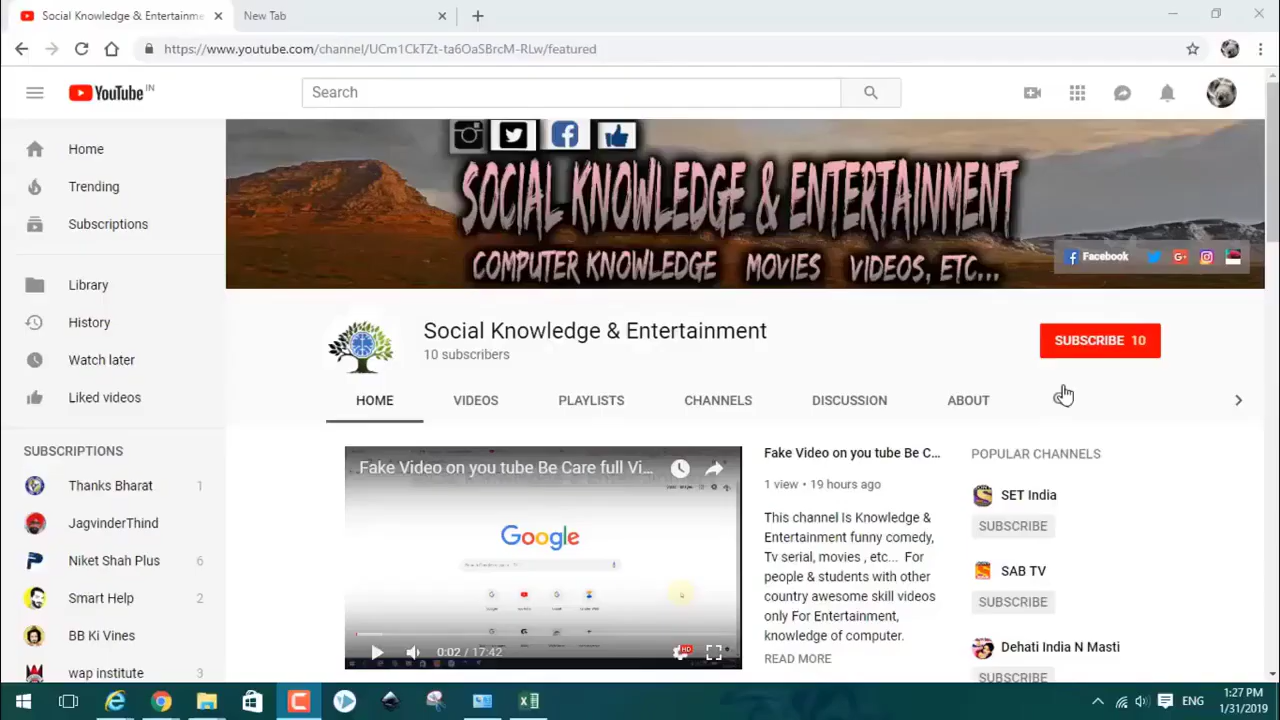 Social Knowledge & Entertainme
New Tab
https://www.youtube.com/channel/UCm1CkTZt-ta6OaSBrcM-RLw/featured
YouTube IN
Search
Home
Trending
Subscriptions
Library
History
Watch later
Liked videos
SUBSCRIPTIONS
Thanks Bharat 1
JagvinderThind
Niket Shah Plus 6
Smart Help 2
BB Ki Vines
wap institute 3
SOCIAL KNOWLEDGE & ENTERTAINMENT
COMPUTER KNOWLEDGE MOVIES VIDEOS, ETC...
Facebook
Social Knowledge & Entertainment
10 subscribers
SUBSCRIBE 10
HOME VIDEOS PLAYLISTS CHANNELS DISCUSSION ABOUT
Fake Video on you tube Be Care full Vi...
Google
0:02 / 17:42
HD
Fake Video on you tube Be C...
1 view • 19 hours ago
This channel Is Knowledge &
Entertainment funny comedy,
Tv serial, movies , etc... For
people & students with other
country awesome skill videos
only For Entertainment,
knowledge of computer.
READ MORE
POPULAR CHANNELS
SET India
SUBSCRIBE
SAB TV
SUBSCRIBE
Dehati India N Masti
SUBSCRIBE
ENG
1:27 PM
1/31/2019